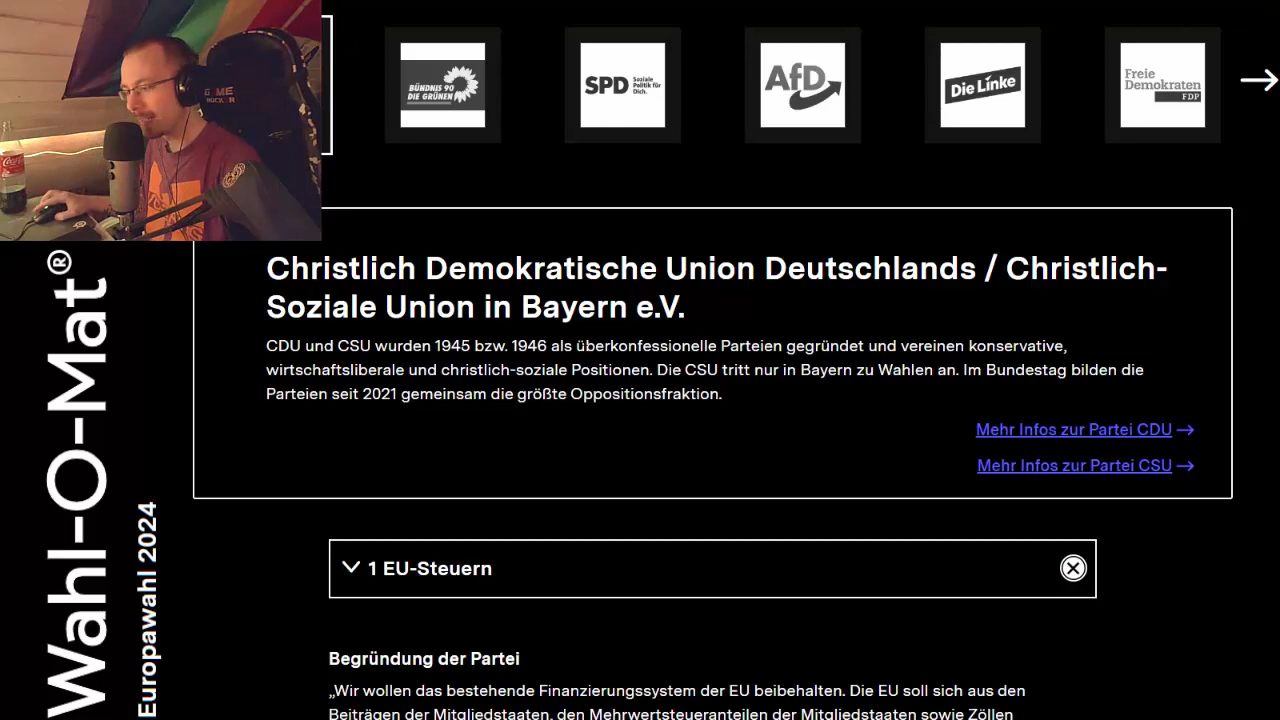 BÜNDNIS 90
DIE GRÜNEN
SPD Soziale Politik für Dich.
AfD
Die Linke
Freie
Demokraten
FDP
Christlich Demokratische Union Deutschlands / Christlich-
Soziale Union in Bayern e.V.
CDU und CSU wurden 1945 bzw. 1946 als überkonfessionelle Parteien gegründet und vereinen konservative,
wirtschaftsliberale und christlich-soziale Positionen. Die CSU tritt nur in Bayern zu Wahlen an. Im Bundestag bilden die
Parteien seit 2021 gemeinsam die größte Oppositionsfraktion.
Mehr Infos zur Partei CDU
Mehr Infos zur Partei CSU
Wahl-O-Mat®
Europawahl 2024
1 EU-Steuern
Begründung der Partei
„Wir wollen das bestehende Finanzierungssystem der EU beibehalten. Die EU soll sich aus den
Beiträgen der Mitgliedstaaten, den Mehrwertsteueranteilen der Mitgliedstaaten sowie Zöllen